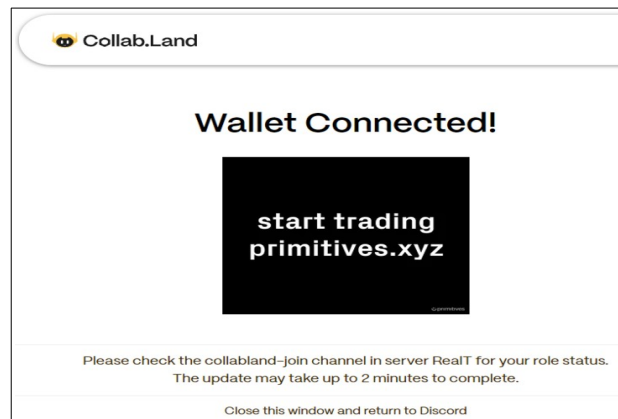 Collab.Land
Wallet Connected!
start trading
primitives.xyz
primitives
Please check the collabland-join channel in server RealT for your role status.
The update may take up to 2 minutes to complete.
Close this window and return to Discord